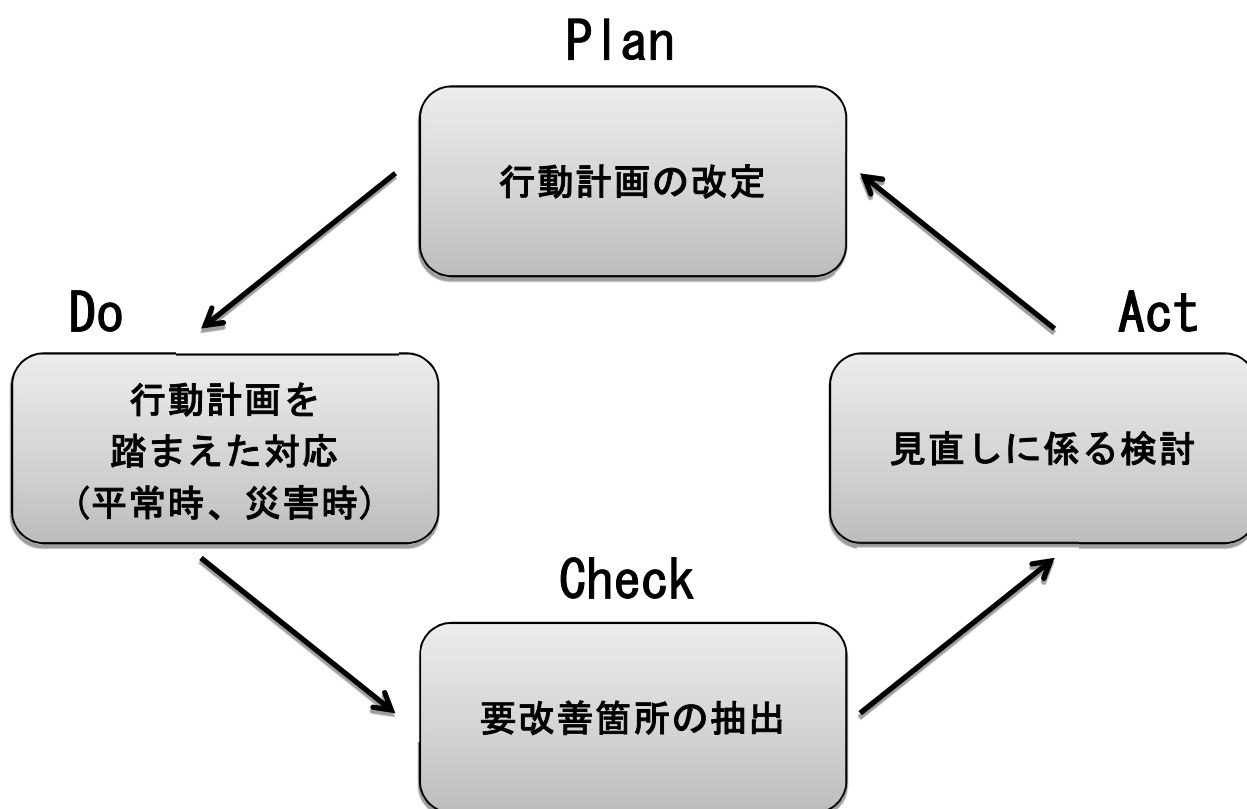 Plan
行動計画の改定
Do
行動計画を
踏まえた対応
(平常時、災害時)
Act
見直しに係る検討
Check
要改善箇所の抽出